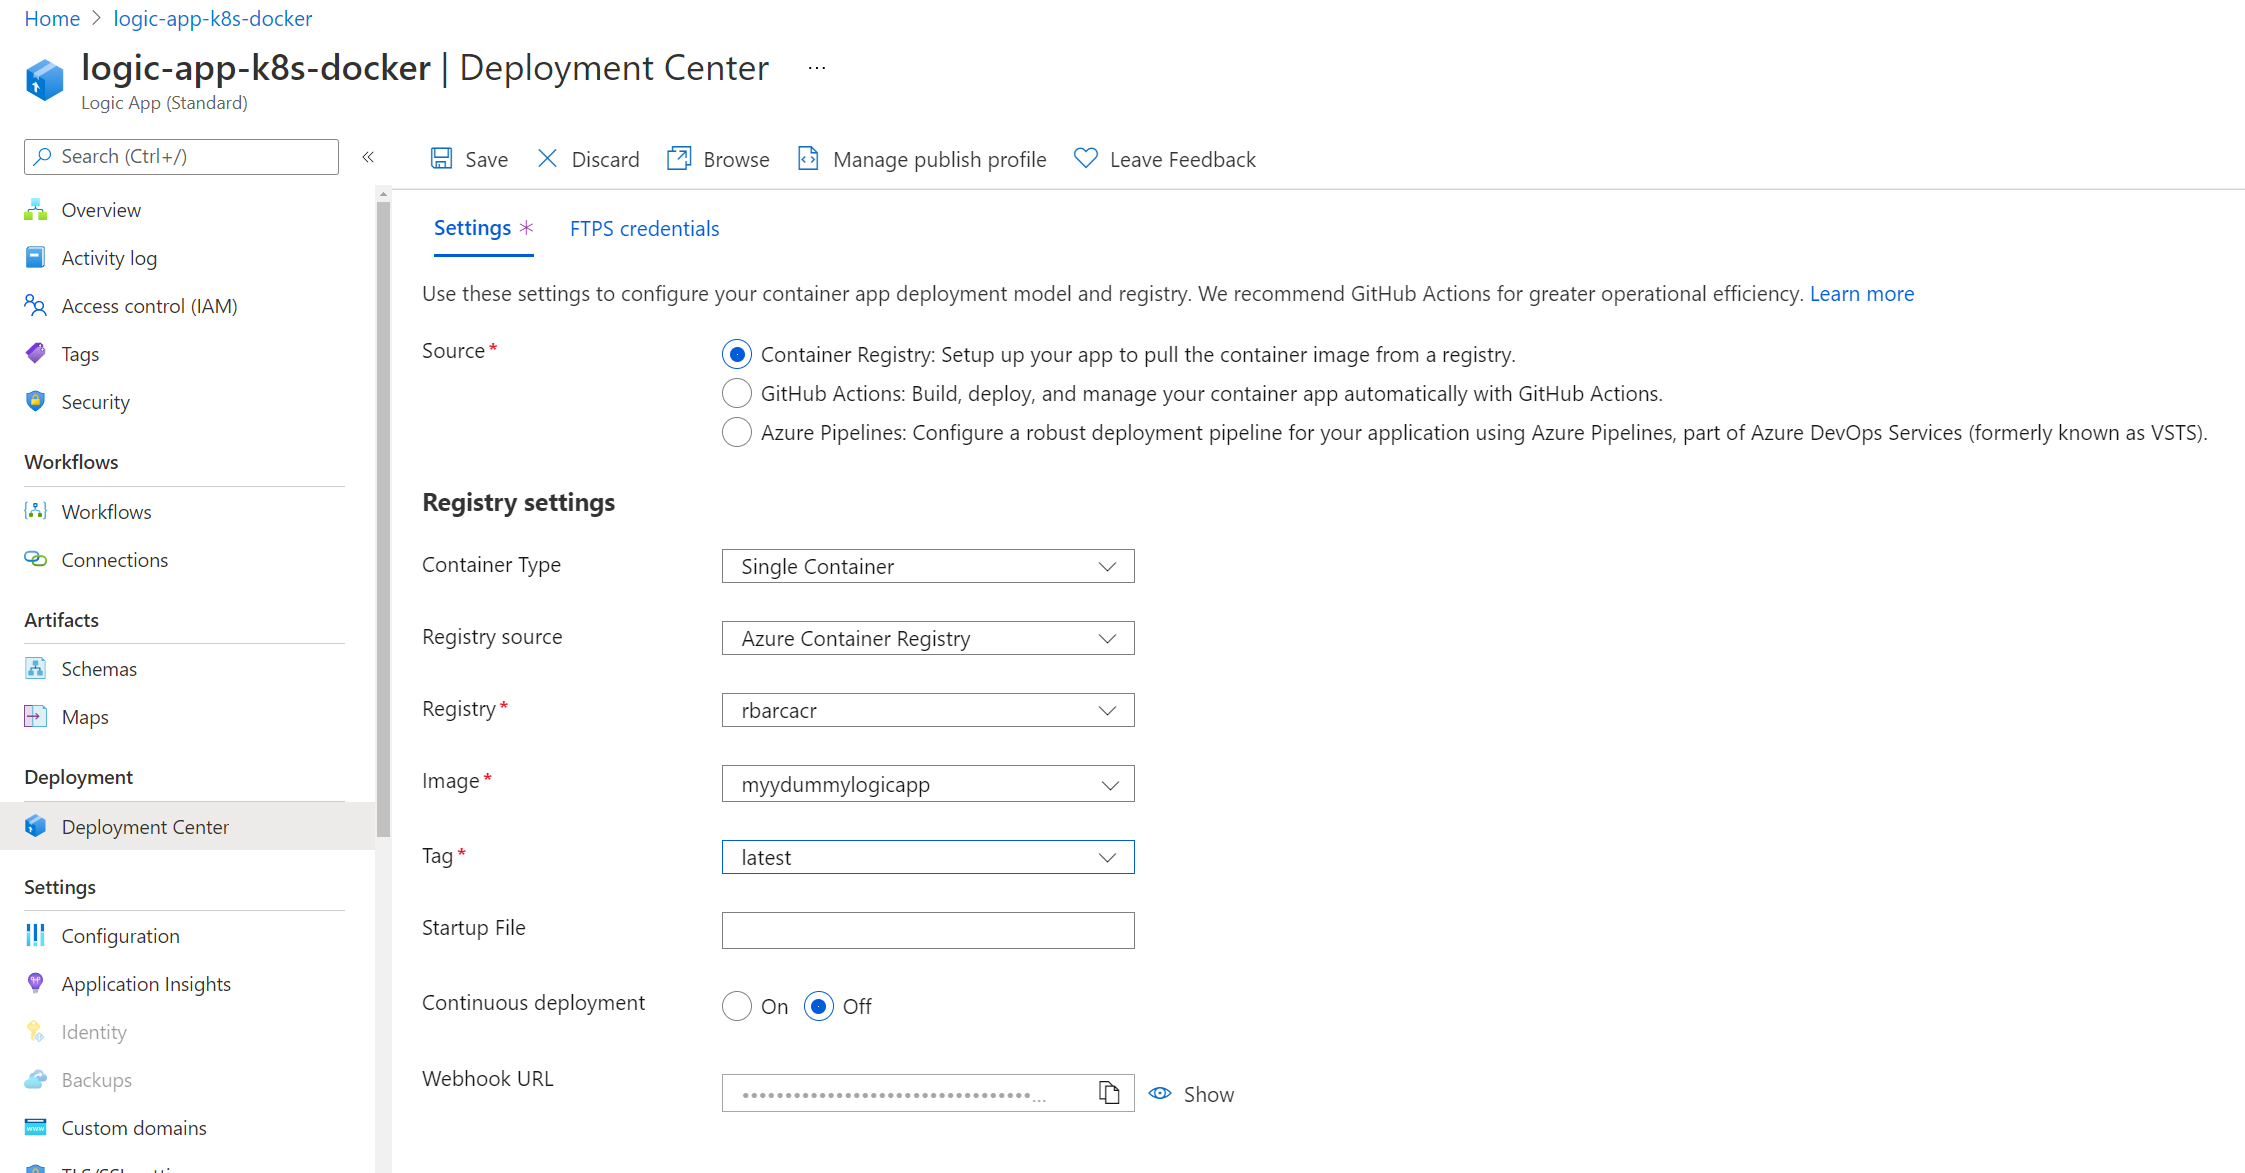 Home > logic-app-k8s-docker
logic-app-k8s-docker | Deployment Center ...
Logic App (Standard)
Search (Ctrl+/)
«
Save
Discard
Browse
Manage publish profile
Leave Feedback
Overview
Activity log
Access control (IAM)
Tags
Security
Workflows
Workflows
Connections
Artifacts
Schemas
Maps
Deployment
Deployment Center
Settings
Configuration
Application Insights
Identity
Backups
Custom domains
Settings *
FTPS credentials
Use these settings to configure your container app deployment model and registry. We recommend GitHub Actions for greater operational efficiency. Learn more
Source*
Container Registry: Setup up your app to pull the container image from a registry.
GitHub Actions: Build, deploy, and manage your container app automatically with GitHub Actions.
Azure Pipelines: Configure a robust deployment pipeline for your application using Azure Pipelines, part of Azure DevOps Services (formerly known as VSTS).
Registry settings
Container Type
Single Container
Registry source
Azure Container Registry
Registry*
rbarcacr
Image*
myydummylogicapp
Tag*
latest
Startup File
Continuous deployment
On
Off
Webhook URL
Show